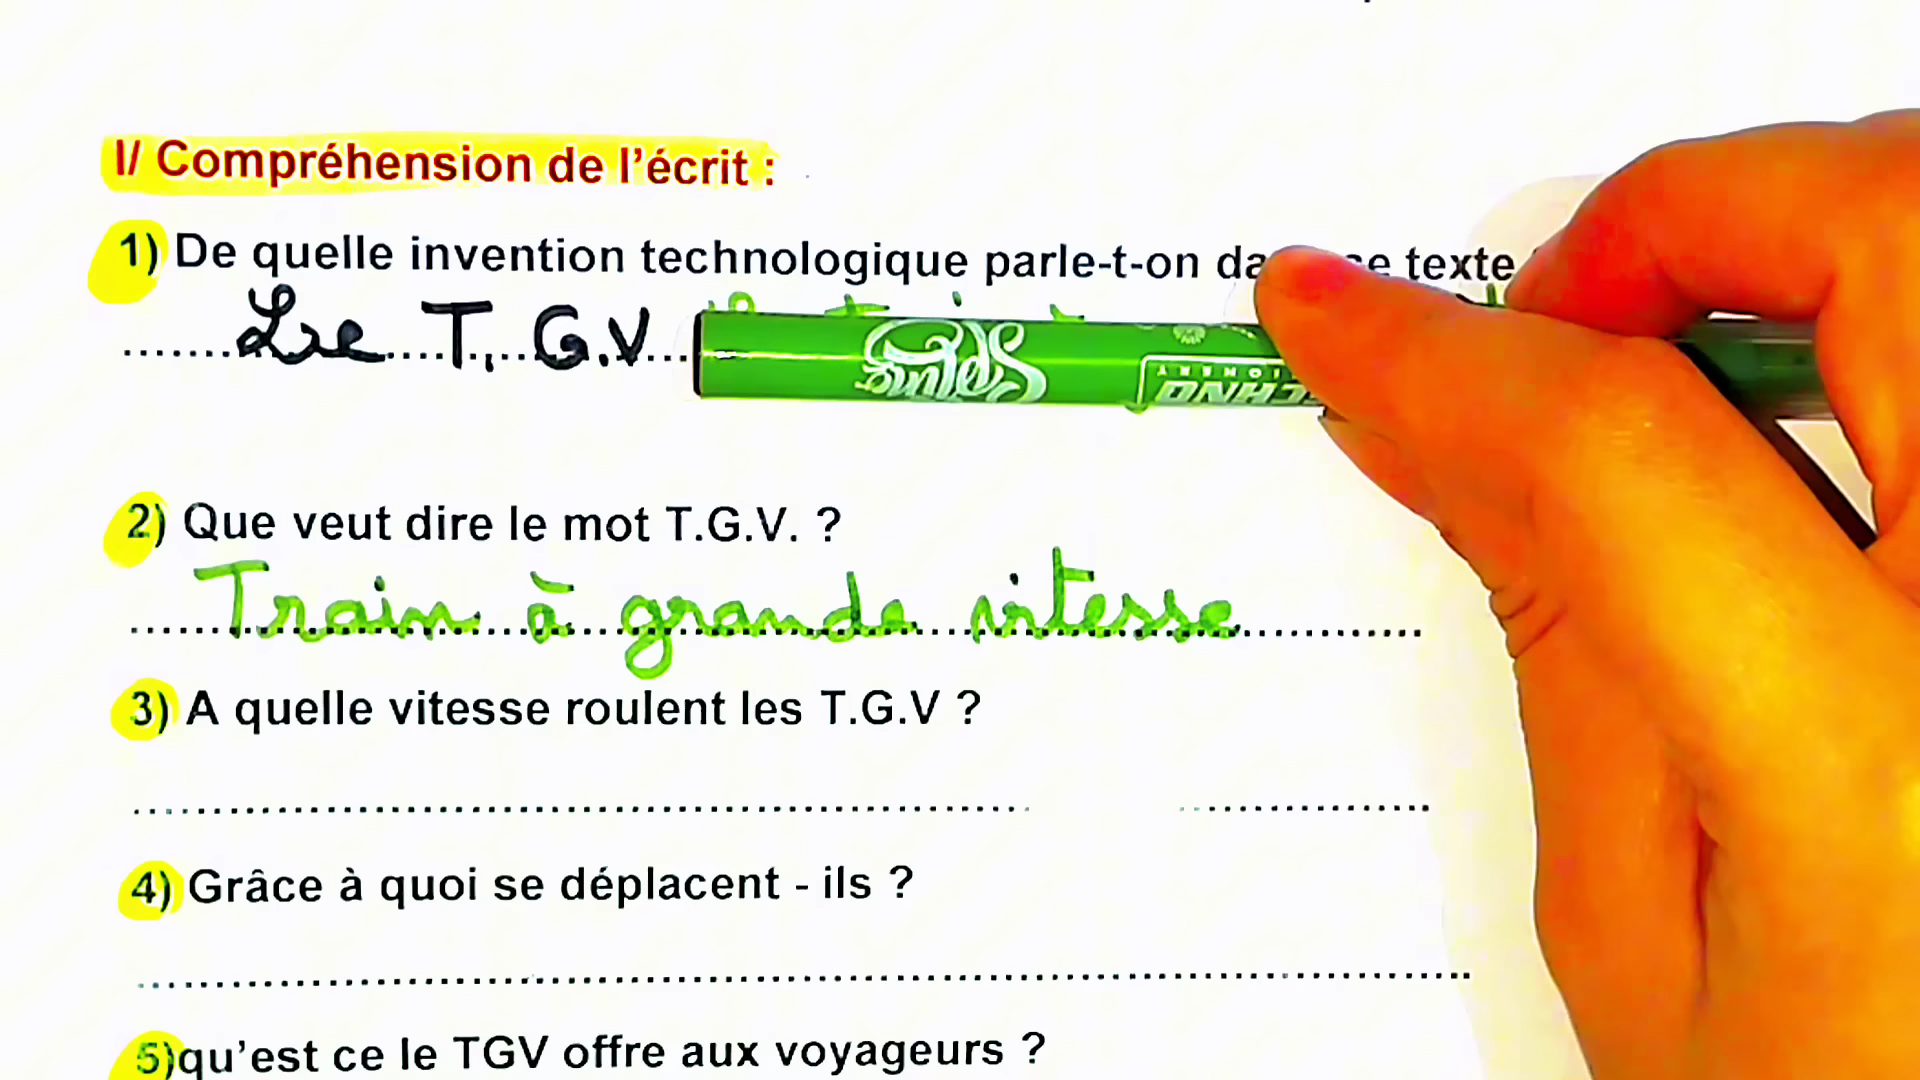 I/ Compréhension de l'écrit :
1) De quelle invention technologique parle-t-on ce texte
Le T.G.V
2) Que veut dire le mot T.G.V. ?
Train à grande vitesse
3) A quelle vitesse roulent les T.G.V ?
4) Grâce à quoi se déplacent - ils ?
5)qu'est ce le TGV offre aux voyageurs ?